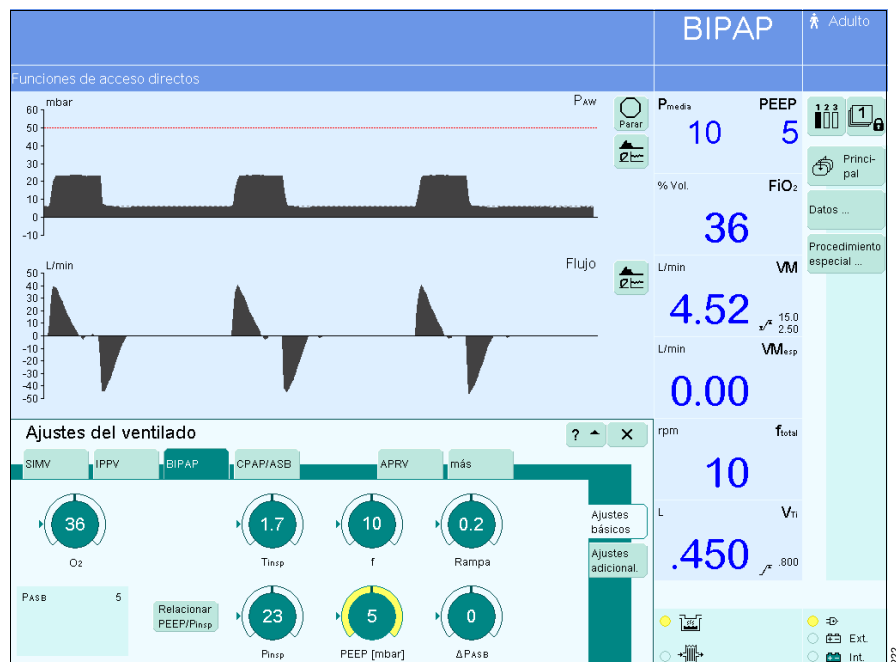 BIPAP
Adulto
Funciones de acceso directos
mbar
PAW
60
50
40
30
20
10
0
-10
Parar
L/min
Flujo
50
40
30
20
10
0
-10
-20
-30
-40
-50
Pmedia PEEP
10 5
% Vol. FiO2
36
L/min VM
4.52 15.0
2.50
L/min VMesp
0.00
rpm ftotal
10
L VTi
.450 .800
1 2 3
1
Princi-
pal
Datos ...
Procedimiento
especial ...
Ajustes del ventilado
?
SIMV IPPV BIPAP CPAP/ASB APRV más
36 1.7 10 0.2
O2 Tinsp f Rampa
Ajustes
básicos
Ajustes
adicional.
PASB 5
Relacionar
PEEP/Pinsp
23 5 0
Pinsp PEEP [mbar] ΔPASB
Ext.
Int.